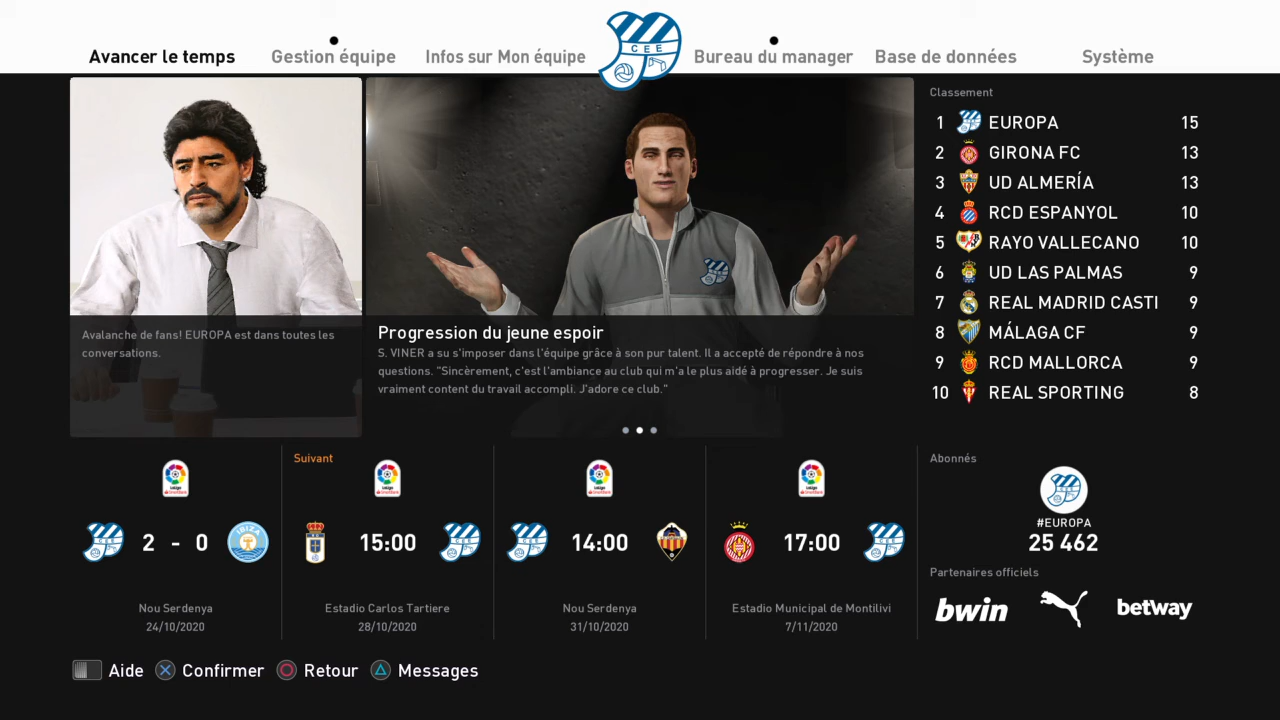 Avancer le temps
Gestion équipe
Infos sur Mon équipe
CEE
Bureau du manager
Base de données
Système
Avalanche de fans! EUROPA est dans toutes les
conversations.
Progression du jeune espoir
S. VINER a su s'imposer dans l'équipe grâce à son pur talent. Il a accepté de répondre à nos
questions. "Sincèrement, c'est l'ambiance au club qui m'a le plus aidé à progresser. Je suis
vraiment content du travail accompli. J'adore ce club."
Classement
1 EUROPA 15
2 GIRONA FC 13
3 UD ALMERÍA 13
4 RCD ESPANYOL 10
5 RAYO VALLECANO 10
6 UD LAS PALMAS 9
7 REAL MADRID CASTI 9
8 MÁLAGA CF 9
9 RCD MALLORCA 9
10 REAL SPORTING 8
2 - 0
IBIZA
Nou Serdenya
24/10/2020
Suivant
15:00
Estadio Carlos Tartiere
28/10/2020
14:00
Nou Serdenya
31/10/2020
17:00
Estadio Municipal de Montilivi
7/11/2020
Abonnés
#EUROPA
25 462
Partenaires officiels
bwin
betway
Aide
Confirmer
Retour
Messages